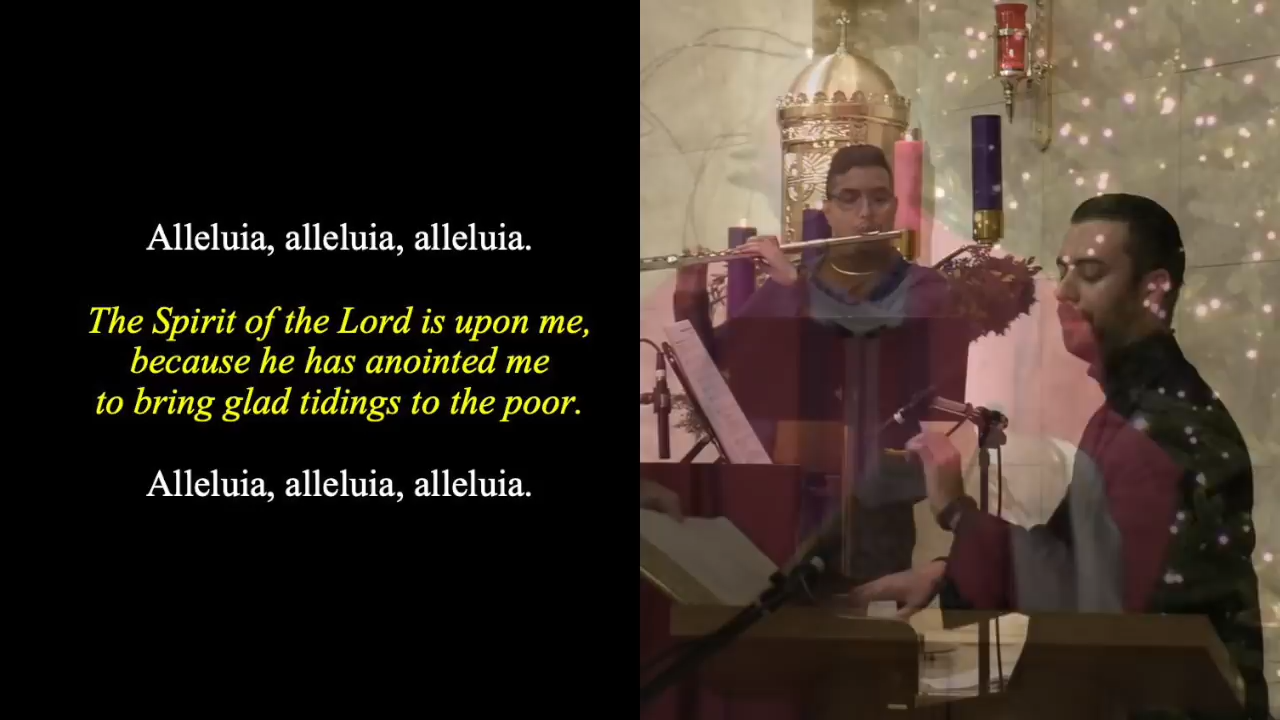 Alleluia, alleluia, alleluia.
The Spirit of the Lord is upon me,
because he has anointed me
to bring glad tidings to the poor.
Alleluia, alleluia, alleluia.